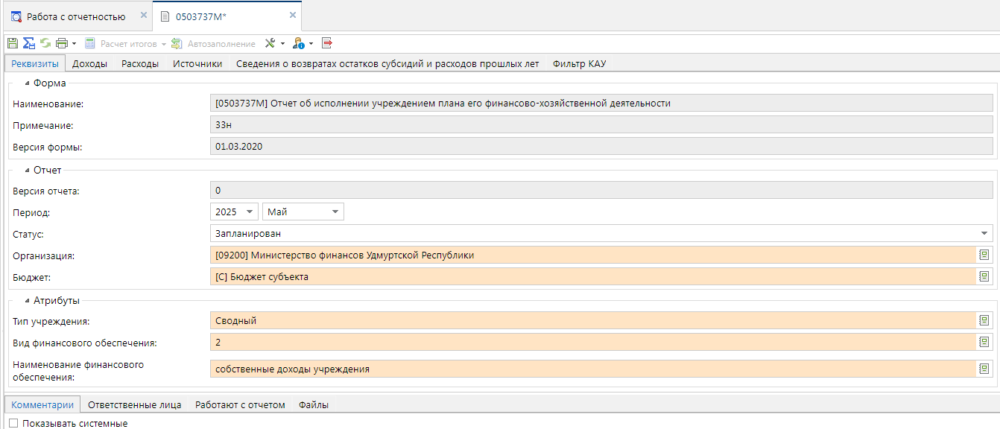 Работа с отчетностью
0503737М*
Расчет итогов
Автозаполнение
Реквизиты Доходы Расходы Источники Сведения о возвратах остатков субсидий и расходов прошлых лет Фильтр КАУ
Форма
Наименование: [0503737М] Отчет об исполнении учреждением плана его финансово-хозяйственной деятельности
Примечание: 33н
Версия формы: 01.03.2020
Отчет
Версия отчета: 0
Период: 2025 Май
Статус: Запланирован
Организация: [09200] Министерство финансов Удмуртской Республики
Бюджет: [С] Бюджет субъекта
Атрибуты
Тип учреждения: Сводный
Вид финансового обеспечения: 2
Наименование финансового
обеспечения: собственные доходы учреждения
Комментарии Ответственные лица Работают с отчетом Файлы
Показывать системные